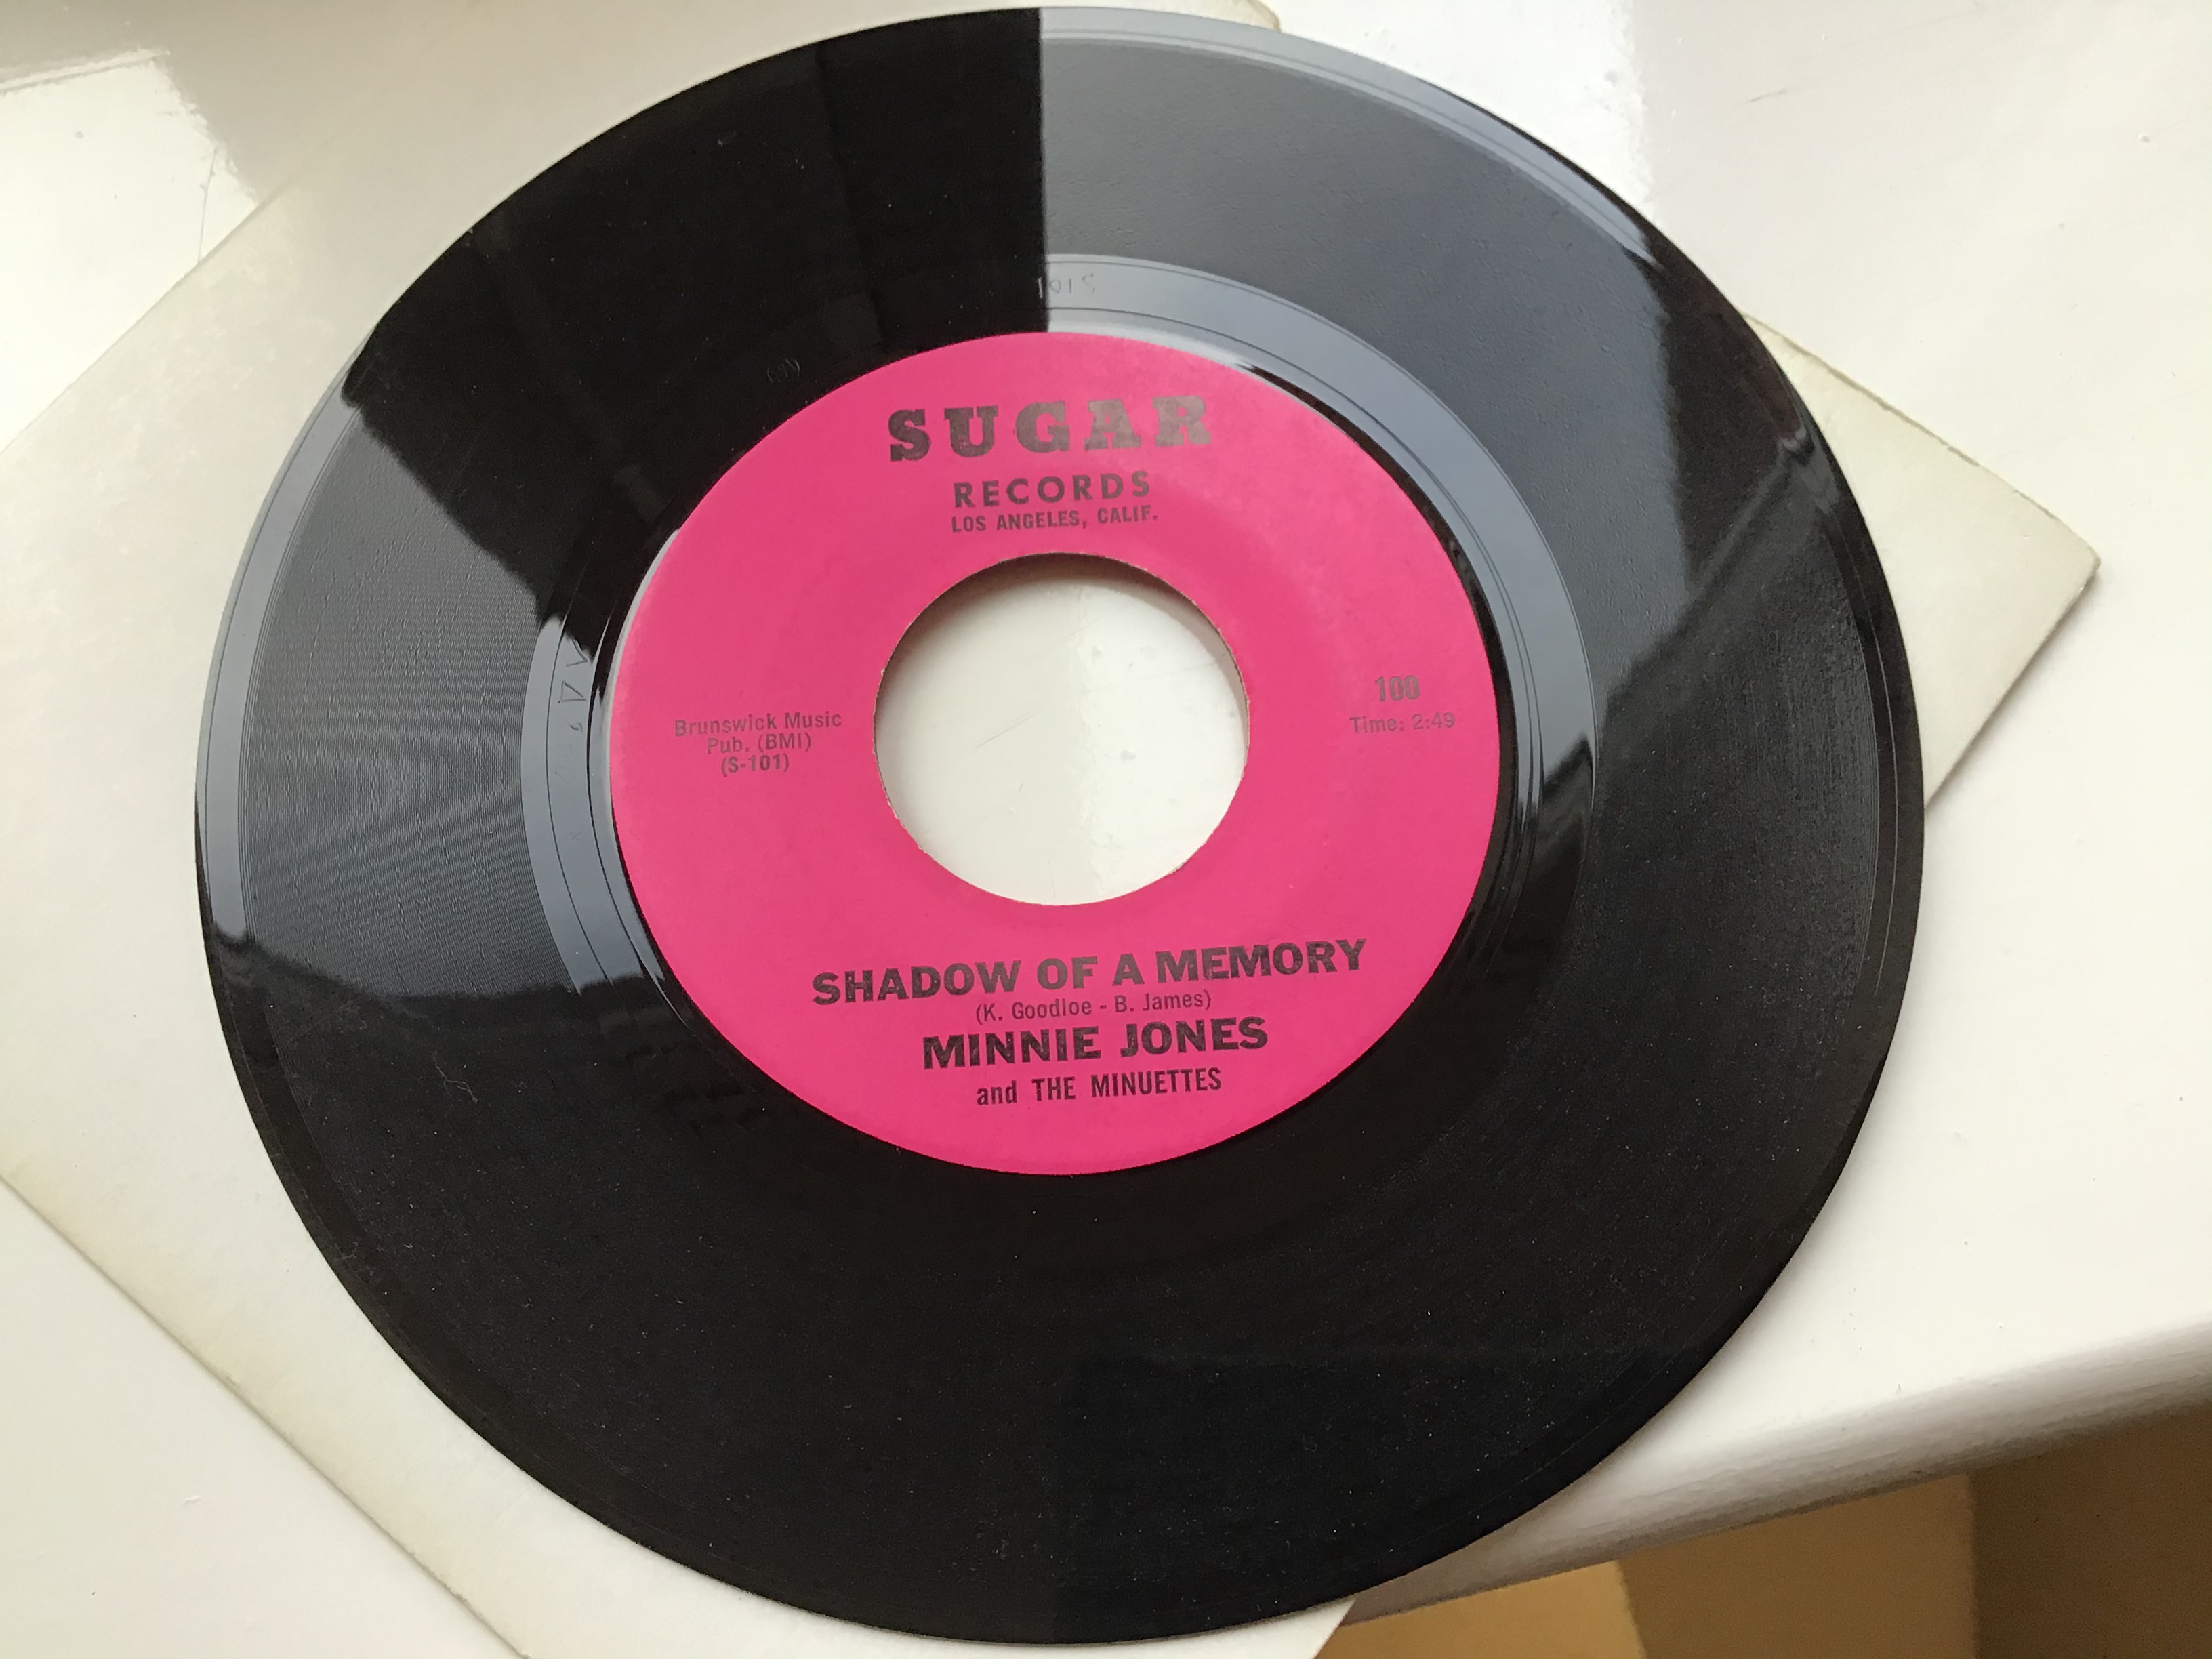 SUGAR
RECORDS
LOS ANGELES, CALIF.
Brunswick Music
Pub. (BMI)
(S-101)
100
Time: 2:49
SHADOW OF A MEMORY
(K. Goodloe - B. James)
MINNIE JONES
and THE MINUETTES